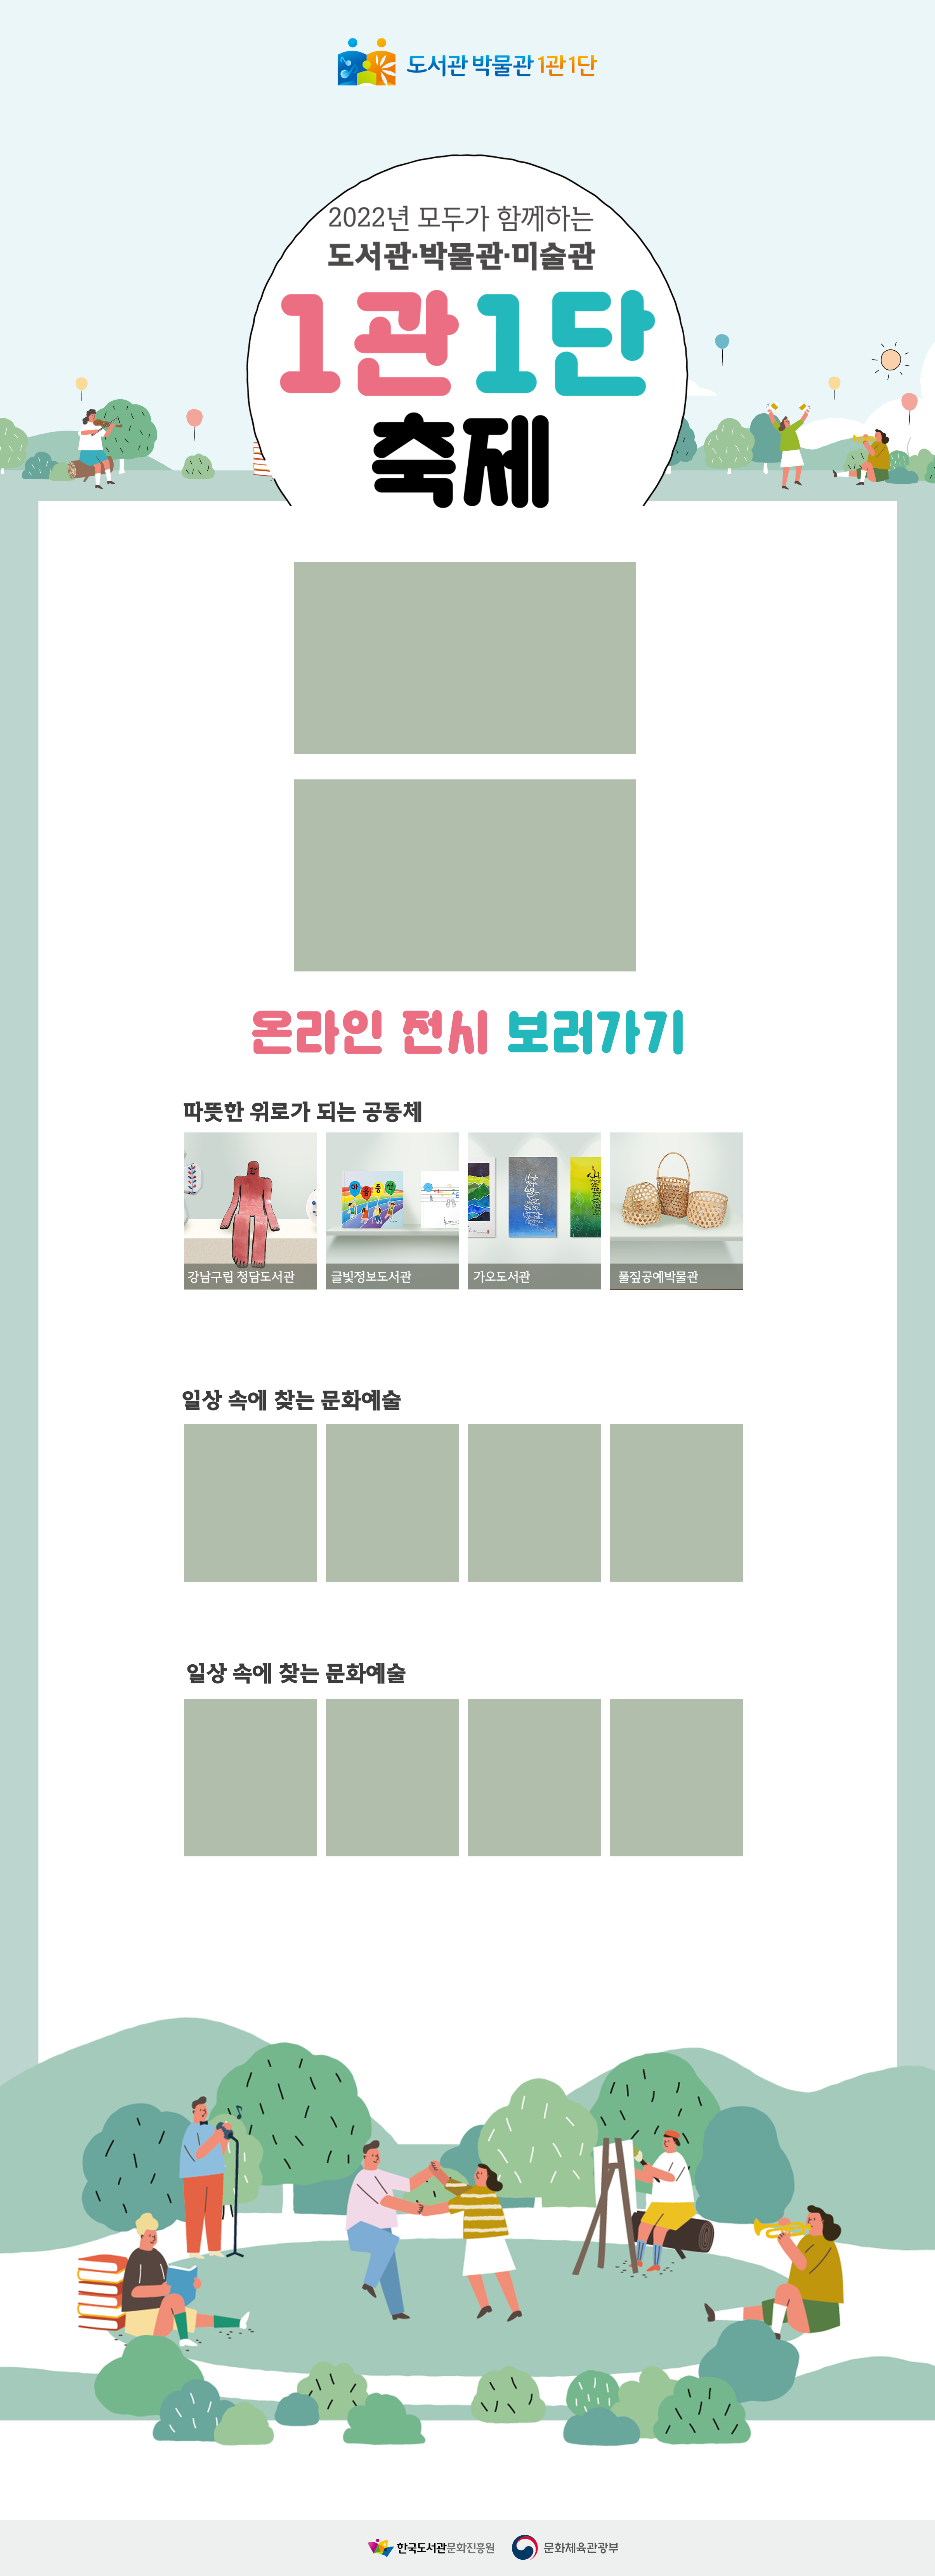 도서관 박물관 1관1단
2022년 모두가 함께하는
도서관·박물관·미술관
1관 1단
축제
온라인 전시 보러가기
따뜻한 위로가 되는 공동체
마음충전
강남구립 청담도서관
글빛정보도서관
가오도서관
풀짚공예박물관
일상 속에 찾는 문화예술
일상 속에 찾는 문화예술
한국도서관문화진흥원
문화체육관광부